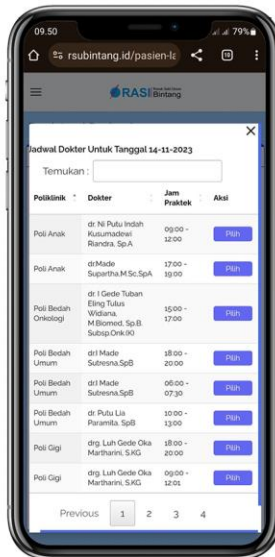 09.50
79%
rsubintang.id/pasien-la
18
RASI
Bintang
Jadwal Dokter Untuk Tanggal 14-11-2023
Temukan :
Poliklinik Dokter Jam Praktek Aksi
Poli Anak dr. Ni Putu Indah Kusumadewi Riandra, Sp.A 09:00 - 12:00 Pilih
Poli Anak dr.Made Supartha,M.Sc,SpA 17:00 - 19:00 Pilih
Poli Bedah Onkologi dr. I Gede Tuban Eling Tulus Widiana, M.Biomed, Sp.B. Subsp.Onk.(K) 15:00 - 17:00 Pilih
Poli Bedah Umum dr.I Made Sutresna,SpB 18:00 - 20:00 Pilih
Poli Bedah Umum dr.I Made Sutresna,SpB 06:00 - 07:30 Pilih
Poli Bedah Umum dr. Putu Lia Paramita, SpB 10:00 - 13:00 Pilih
Poli Gigi drg. Luh Gede Oka Martharini, S.KG 18:00 - 20:00 Pilih
Poli Gigi drg. Luh Gede Oka Martharini, S.KG 09:00 - 12:01 Pilih
Previous 1 2 3 4